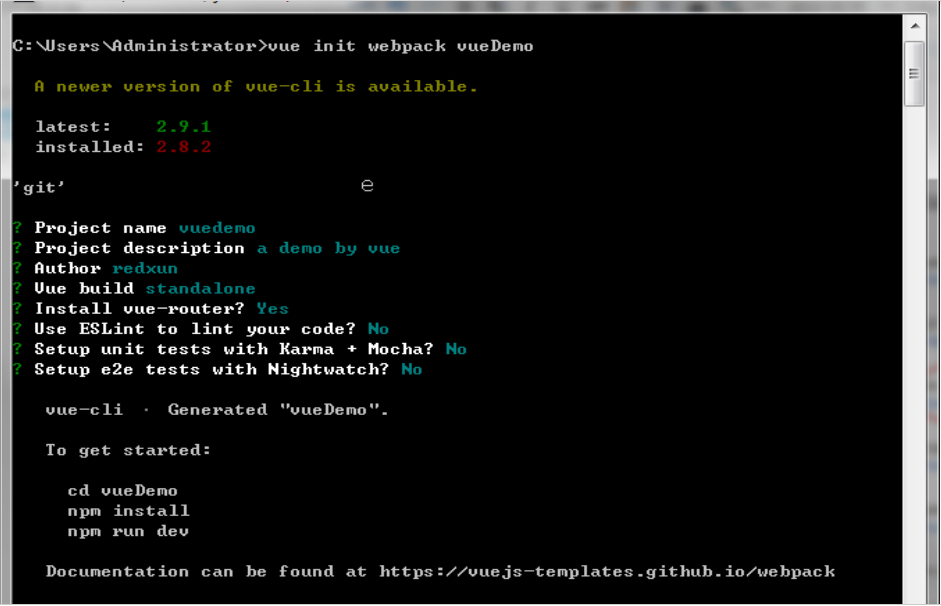 C:\Users\Administrator>vue init webpack vueDemo
A newer version of vue-cli is available.
latest: 2.9.1
installed: 2.8.2
'git' e
? Project name vuedemo
? Project description a demo by vue
? Author redxun
? Vue build standalone
? Install vue-router? Yes
? Use ESLint to lint your code? No
? Setup unit tests with Karma + Mocha? No
? Setup e2e tests with Nightwatch? No
vue-cli · Generated "vueDemo".
To get started:
cd vueDemo
npm install
npm run dev
Documentation can be found at https://vuejs-templates.github.io/webpack